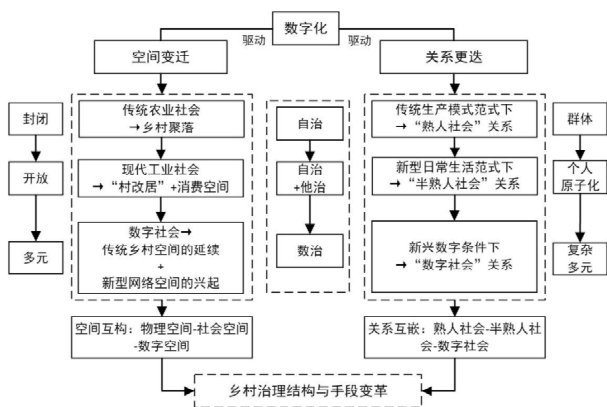 数字化
驱动
驱动
空间变迁
关系更迭
封闭
开放
多元
传统农业社会
→乡村聚落
现代工业社会
→“村改居”+消费空间
数字社会→
传统乡村空间的延续
+
新型网络空间的兴起
自治
自治
+他治
数治
传统生产模式范式下
→“熟人社会”关系
新型日常生活范式下
→“半熟人社会”关系
新兴数字条件下
→“数字社会”关系
群体
个人
原子化
复杂
多元
空间互构：物理空间-社会空间
-数字空间
关系互嵌：熟人社会-半熟人社
会-数字社会
乡村治理结构与手段变革